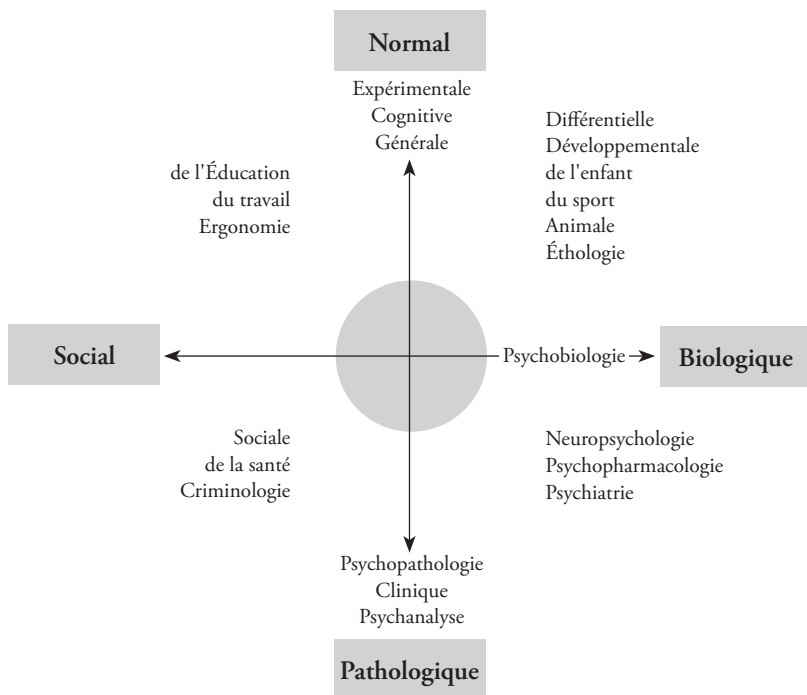 Normal
Expérimentale
Cognitive
Générale
de l'Éducation
du travail
Ergonomie
Différentielle
Développementale
de l'enfant
du sport
Animale
Éthologie
Social
Psychobiologie
Biologique
Sociale
de la santé
Criminologie
Neuropsychologie
Psychopharmacologie
Psychiatrie
Psychopathologie
Clinique
Psychanalyse
Pathologique